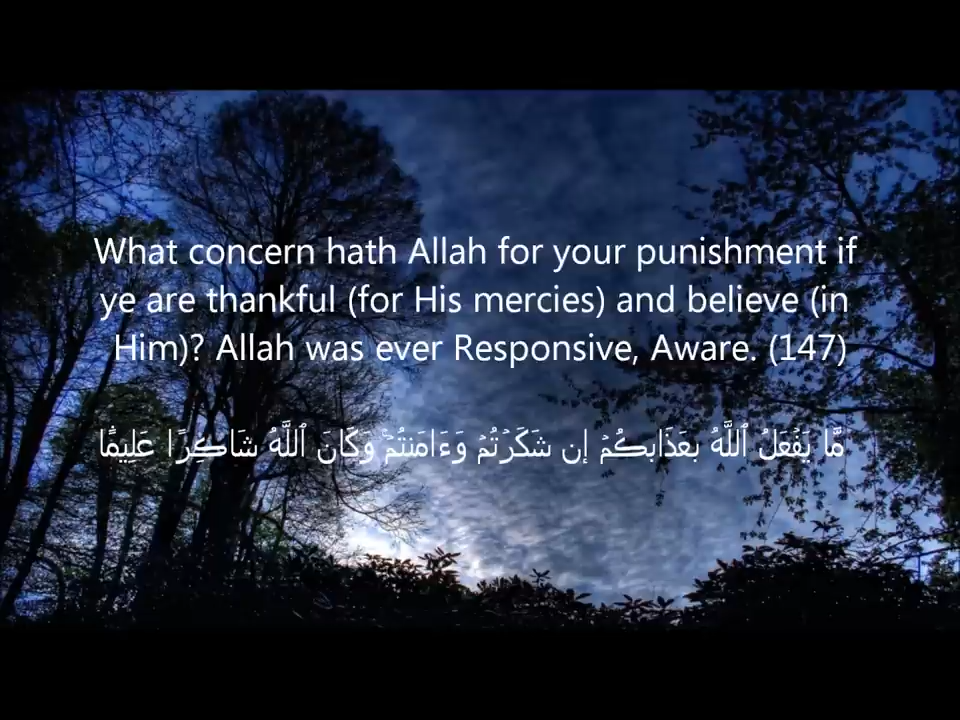 What concern hath Allah for your punishment if
ye are thankful (for His mercies) and believe (in
Him)? Allah was ever Responsive, Aware. (147)
مَّا يَفْعَلُ ٱللَّهُ بِعَذَابِكُمْ إِن شَكَرْتُمْ وَءَامَنتُمْ ۚ وَكَانَ ٱللَّهُ شَاكِرًا عَلِيمًا